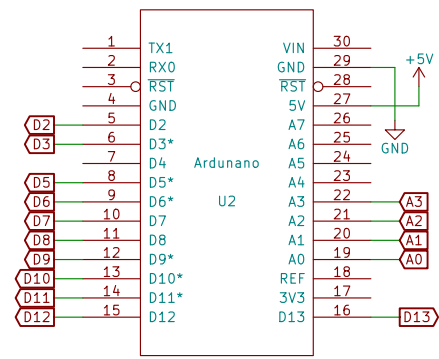 1 TX1 VIN 30
2 RX0 GND 29 +5V
3 RST RST 28
4 GND 5V 27
D2 5 D2 A7 26
D3 6 D3* A6 25 GND
7 D4 Ardunano A5 24
D5 8 D5* A4 23
D6 9 D6* U2 A3 22 A3
D7 10 D7 A2 21 A2
D8 11 D8 A1 20 A1
D9 12 D9* A0 19 A0
D10 13 D10* REF 18
D11 14 D11* 3V3 17
D12 15 D12 D13 16 D13